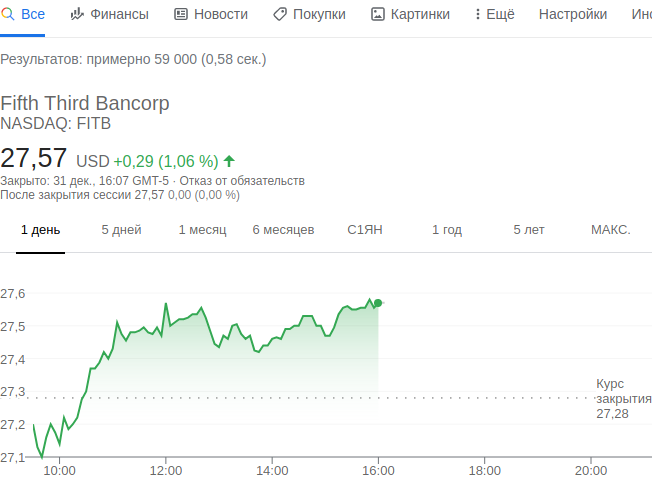 Все Финансы Новости Покупки Картинки Ещё Настройки Инс
Результатов: примерно 59 000 (0,58 сек.)
Fifth Third Bancorp
NASDAQ: FITB
27,57 USD +0,29 (1,06 %)
Закрыто: 31 дек., 16:07 GMT-5 · Отказ от обязательств
После закрытия сессии 27,57 0,00 (0,00 %)
1 день 5 дней 1 месяц 6 месяцев С1ЯН 1 год 5 лет МАКС.
27,6
27,5
27,4
27,3
27,2
27,1
Курс
закрытия
27,28
10:00 12:00 14:00 16:00 18:00 20:00